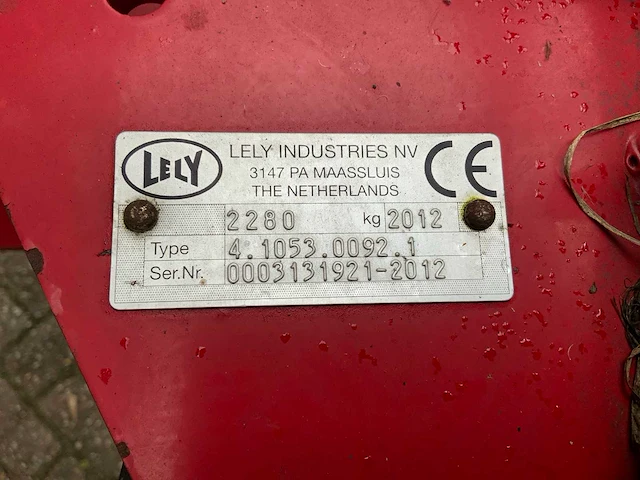 LELY
LELY INDUSTRIES NV
3147 PA MAASSLUIS
THE NETHERLANDS
CE
2280 kg 2012
Type 4.1053.0092.1
Ser.Nr. 0003131921-2012